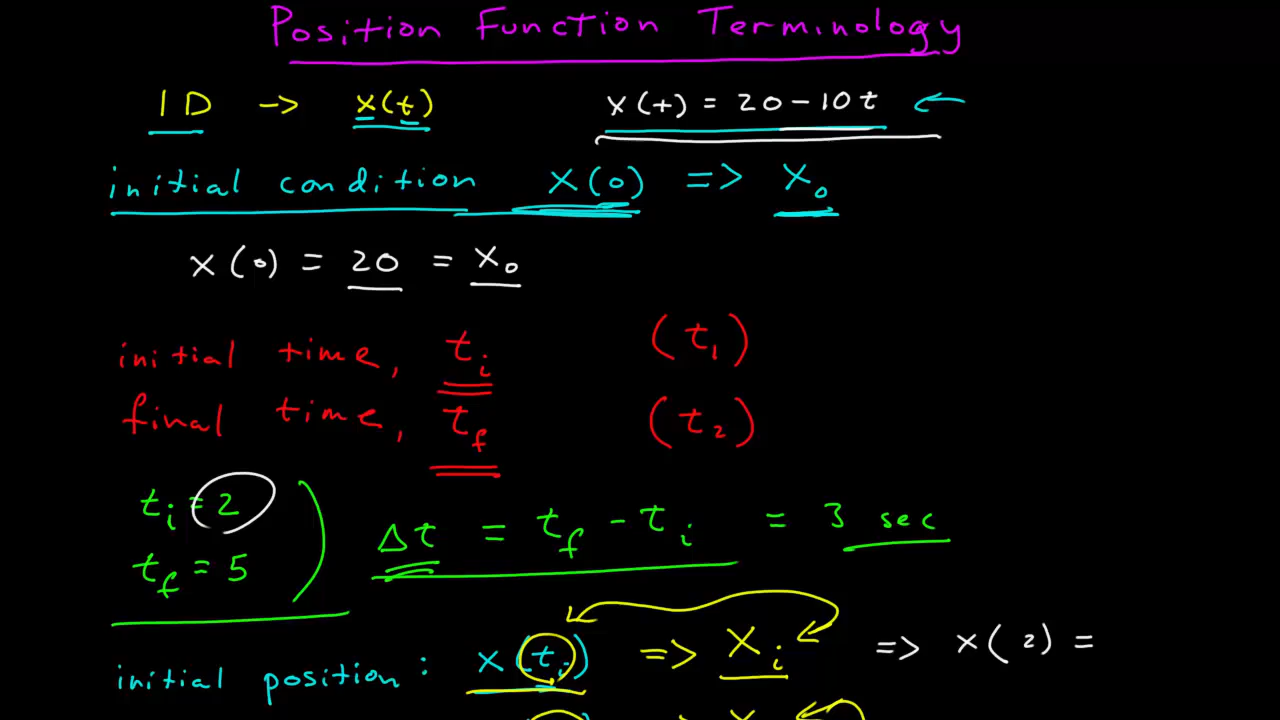 Position Function Terminology
1D -> x(t) x(t) = 20 - 10t ←
initial condition x(0) => x₀
x(0) = 20 = x₀
initial time, tᵢ (t₁)
final time, t_f (t₂)
tᵢ = 2
Δt = t_f - tᵢ = 3 sec
t_f = 5
initial position: x(tᵢ) => xᵢ => x(2) =